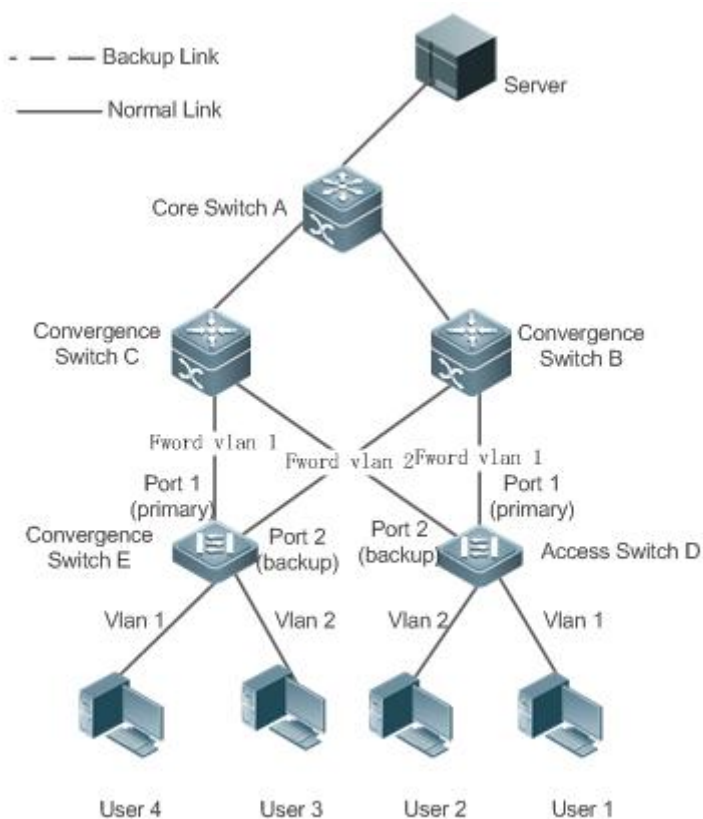 Backup Link
Normal Link
Server
Core Switch A
Convergence
Switch C
Convergence
Switch B
Fword vlan 1
Fword vlan 2
Fword vlan 1
Port 1
(primary)
Port 1
(primary)
Convergence
Switch E
Port 2
(backup)
Port 2
(backup)
Access Switch D
Vlan 1
Vlan 2
Vlan 2
Vlan 1
User 4
User 3
User 2
User 1